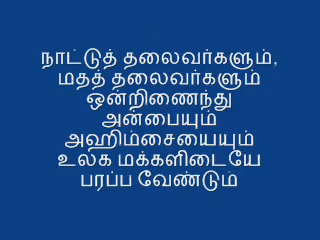 நாட்டுத் தலைவர்களும்,
மதத் தலைவர்களும்
ஒன்றிணைந்து
அன்பையும்
அஹிம்சையையும்
உலக மக்களிடையே
பரப்ப வேண்டும்